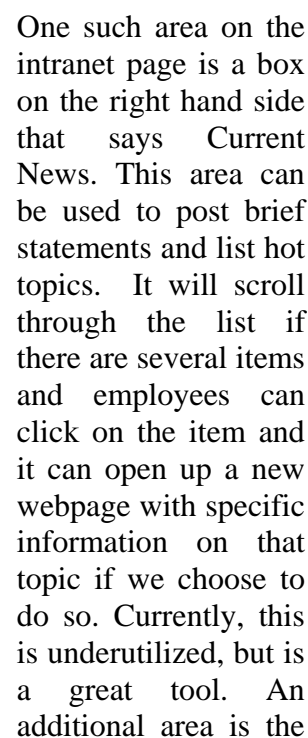 One such area on the
intranet page is a box
on the right hand side
that says Current
News. This area can
be used to post brief
statements and list hot
topics. It will scroll
through the list if
there are several items
and employees can
click on the item and
it can open up a new
webpage with specific
information on that
topic if we choose to
do so. Currently, this
is underutilized, but is
a great tool. An
additional area is the